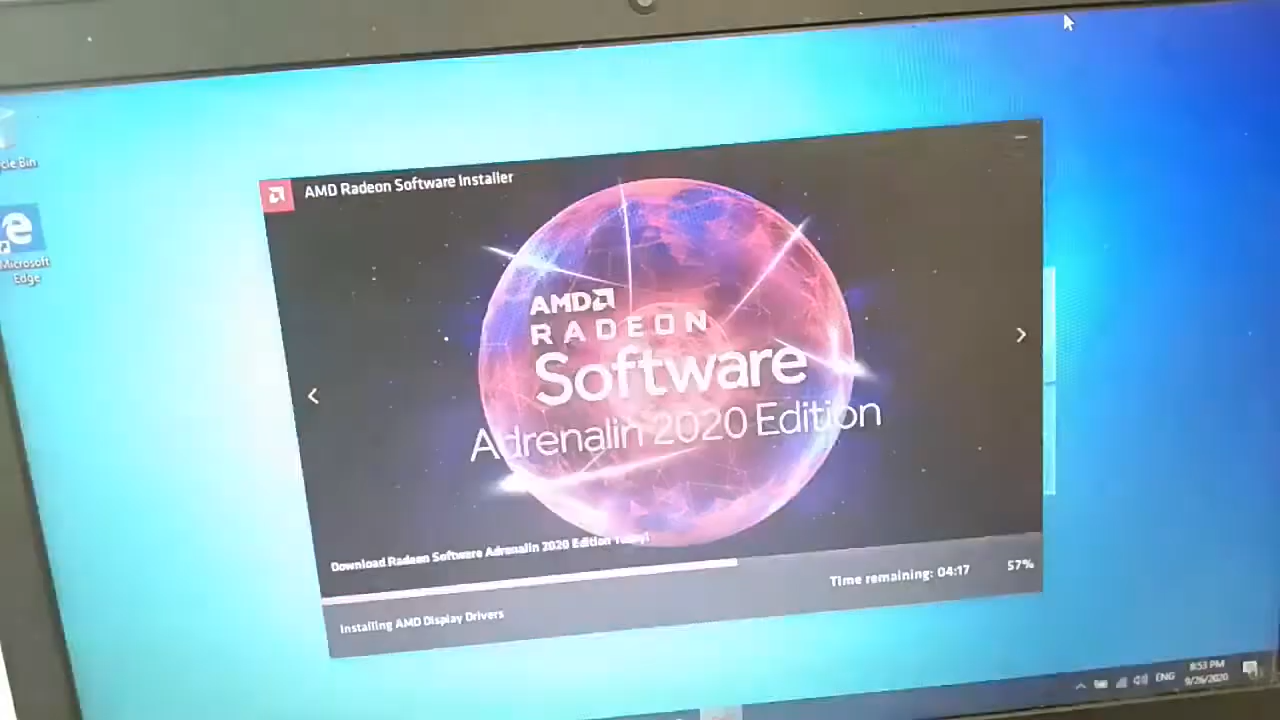 cle Bin
Microsoft
Edge
AMD Radeon Software Installer
AMD
RADEON
Software
Adrenalin 2020 Edition
Download Radeon Software Adrenalin 2020 Edition Today!
Time remaining: 04:17
57%
Installing AMD Display Drivers
ENG
8:53 PM
9/26/2020